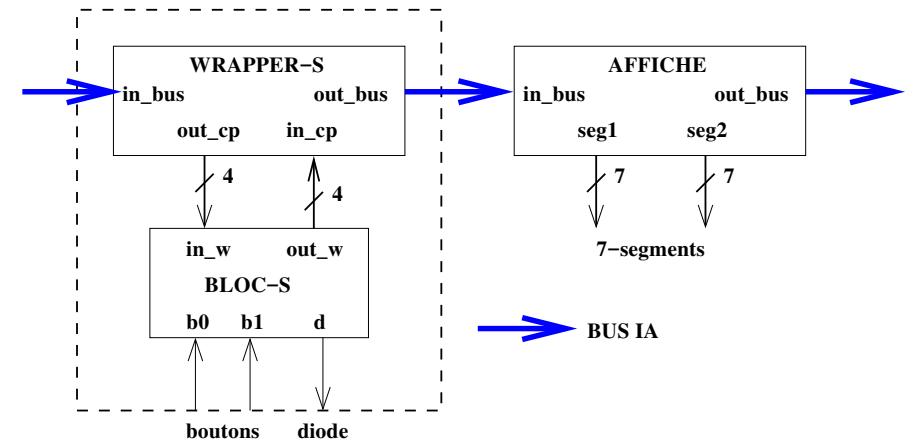 WRAPPER−S
in_bus out_bus
out_cp in_cp
4
4
in_w out_w
BLOC−S
b0 b1 d
boutons diode
AFFICHE
in_bus out_bus
seg1 seg2
7 7
7−segments
BUS IA